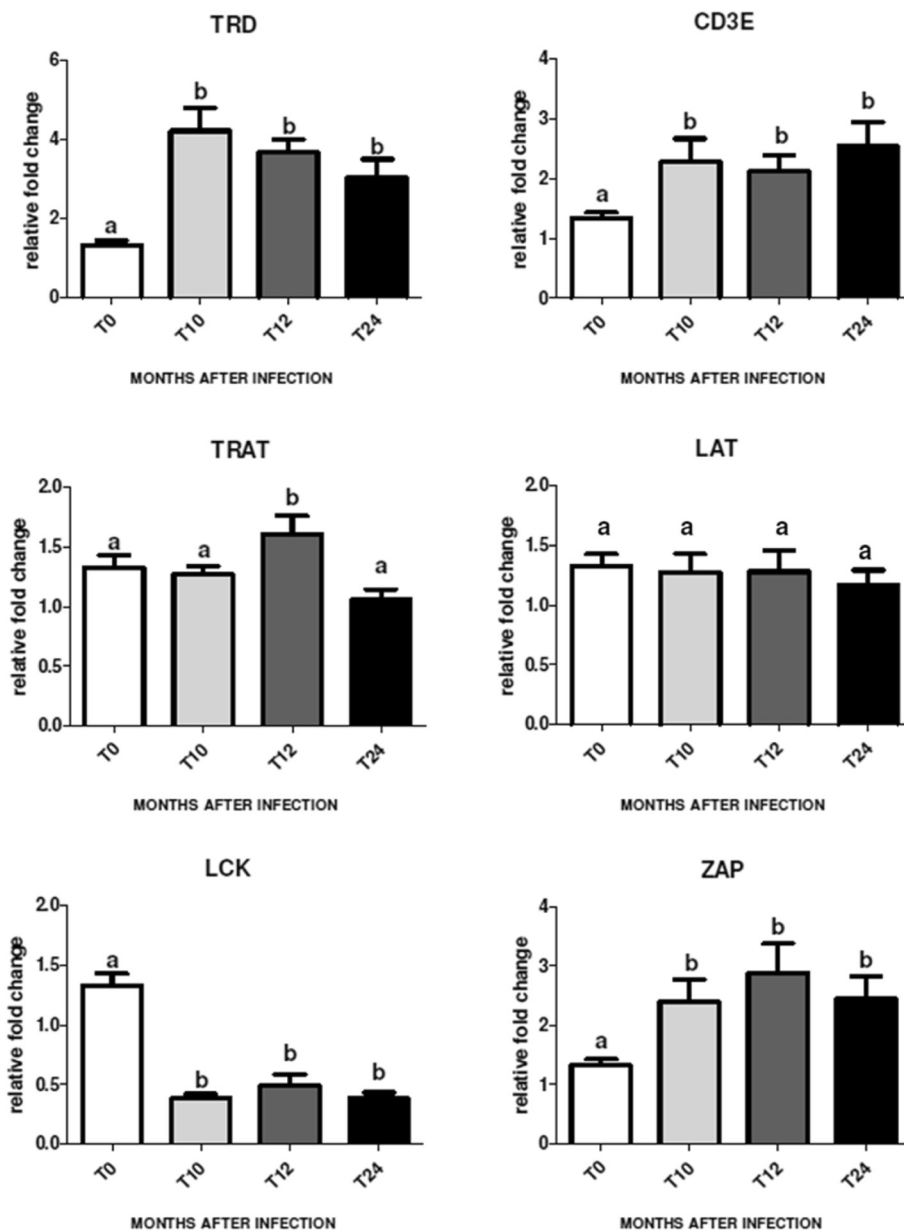 TRD
relative fold change
6
4
2
0
a
b
b
b
T0
T10
T12
T24
MONTHS AFTER INFECTION
CD3E
relative fold change
4
3
2
1
0
a
b
b
b
T0
T10
T12
T24
MONTHS AFTER INFECTION
TRAT
relative fold change
2.0
1.5
1.0
0.5
0.0
a
a
b
a
T0
T10
T12
T24
MONTHS AFTER INFECTION
LAT
relative fold change
2.0
1.5
1.0
0.5
0.0
a
a
a
a
T0
T10
T12
T24
MONTHS AFTER INFECTION
LCK
relative fold change
2.0
1.5
1.0
0.5
0.0
a
b
b
b
T0
T10
T12
T24
MONTHS AFTER INFECTION
ZAP
relative fold change
4
3
2
1
0
a
b
b
b
T0
T10
T12
T24
MONTHS AFTER INFECTION